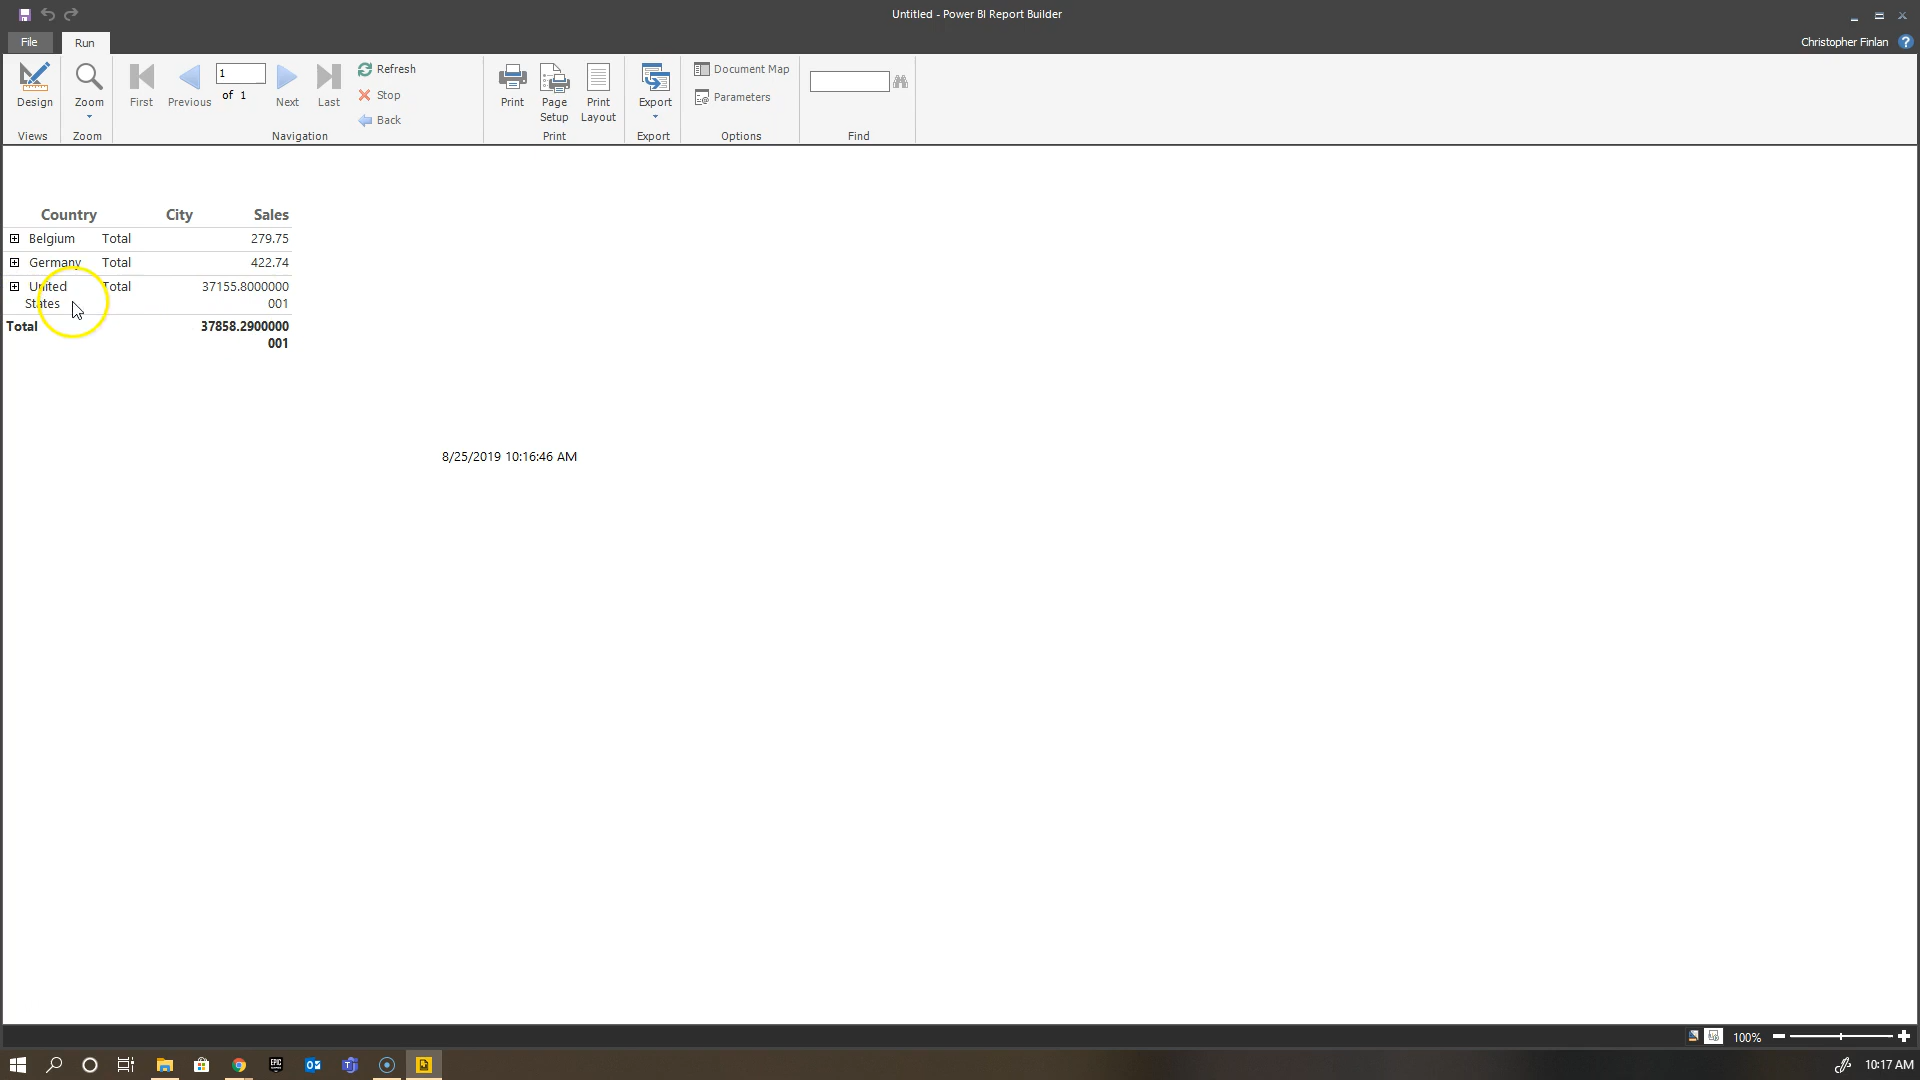 Untitled - Power BI Report Builder
File
Run
Christopher Finlan
Design
Zoom
First
Previous
1
of 1
Next
Last
Refresh
Stop
Back
Print
Page
Setup
Print
Layout
Export
Document Map
Parameters
Views
Zoom
Navigation
Print
Export
Options
Find
Country City Sales
Belgium Total 279.75
Germany Total 422.74
United Total 37155.8000000
States 001
Total 37858.2900000
001
8/25/2019 10:16:46 AM
100%
EPIC
10:17 AM